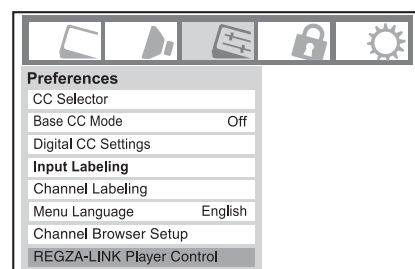 Preferences
CC Selector
Base CC Mode Off
Digital CC Settings
Input Labeling
Channel Labeling
Menu Language English
Channel Browser Setup
REGZA-LINK Player Control